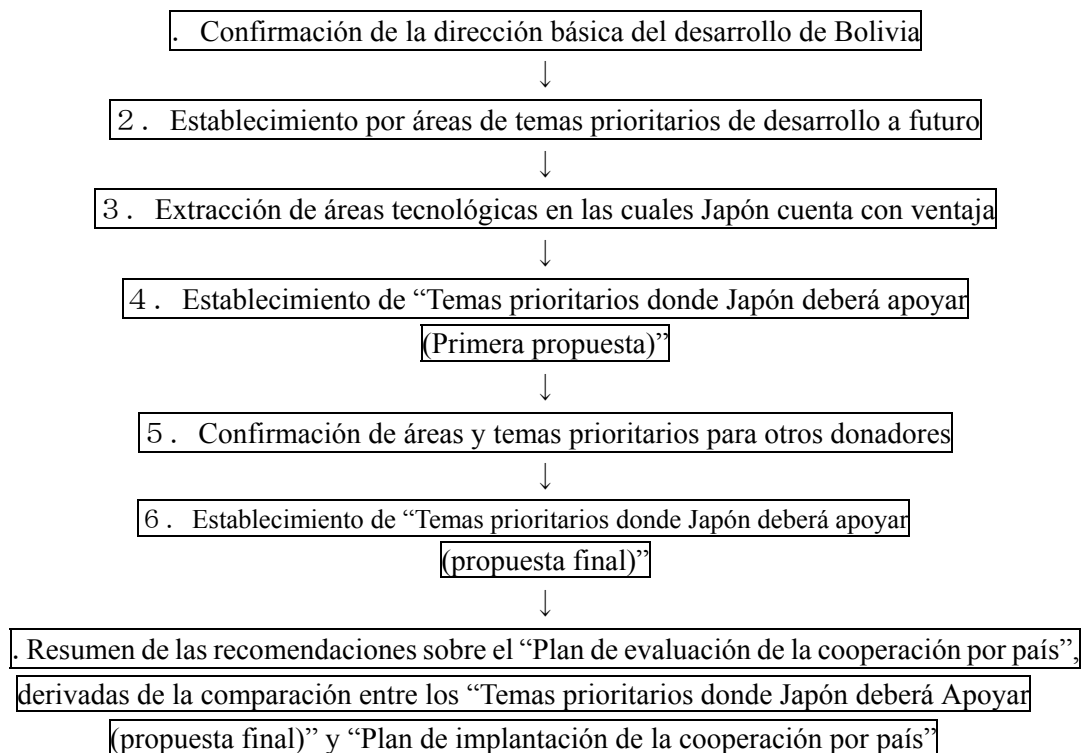 . Confirmación de la dirección básica del desarrollo de Bolivia
↓
２. Establecimiento por áreas de temas prioritarios de desarrollo a futuro
↓
３. Extracción de áreas tecnológicas en las cuales Japón cuenta con ventaja
↓
４. Establecimiento de “Temas prioritarios donde Japón deberá apoyar
(Primera propuesta)”
↓
５. Confirmación de áreas y temas prioritarios para otros donadores
↓
６. Establecimiento de “Temas prioritarios donde Japón deberá apoyar
(propuesta final)”
↓
. Resumen de las recomendaciones sobre el “Plan de evaluación de la cooperación por país”,
derivadas de la comparación entre los “Temas prioritarios donde Japón deberá Apoyar
(propuesta final)” y “Plan de implantación de la cooperación por país”